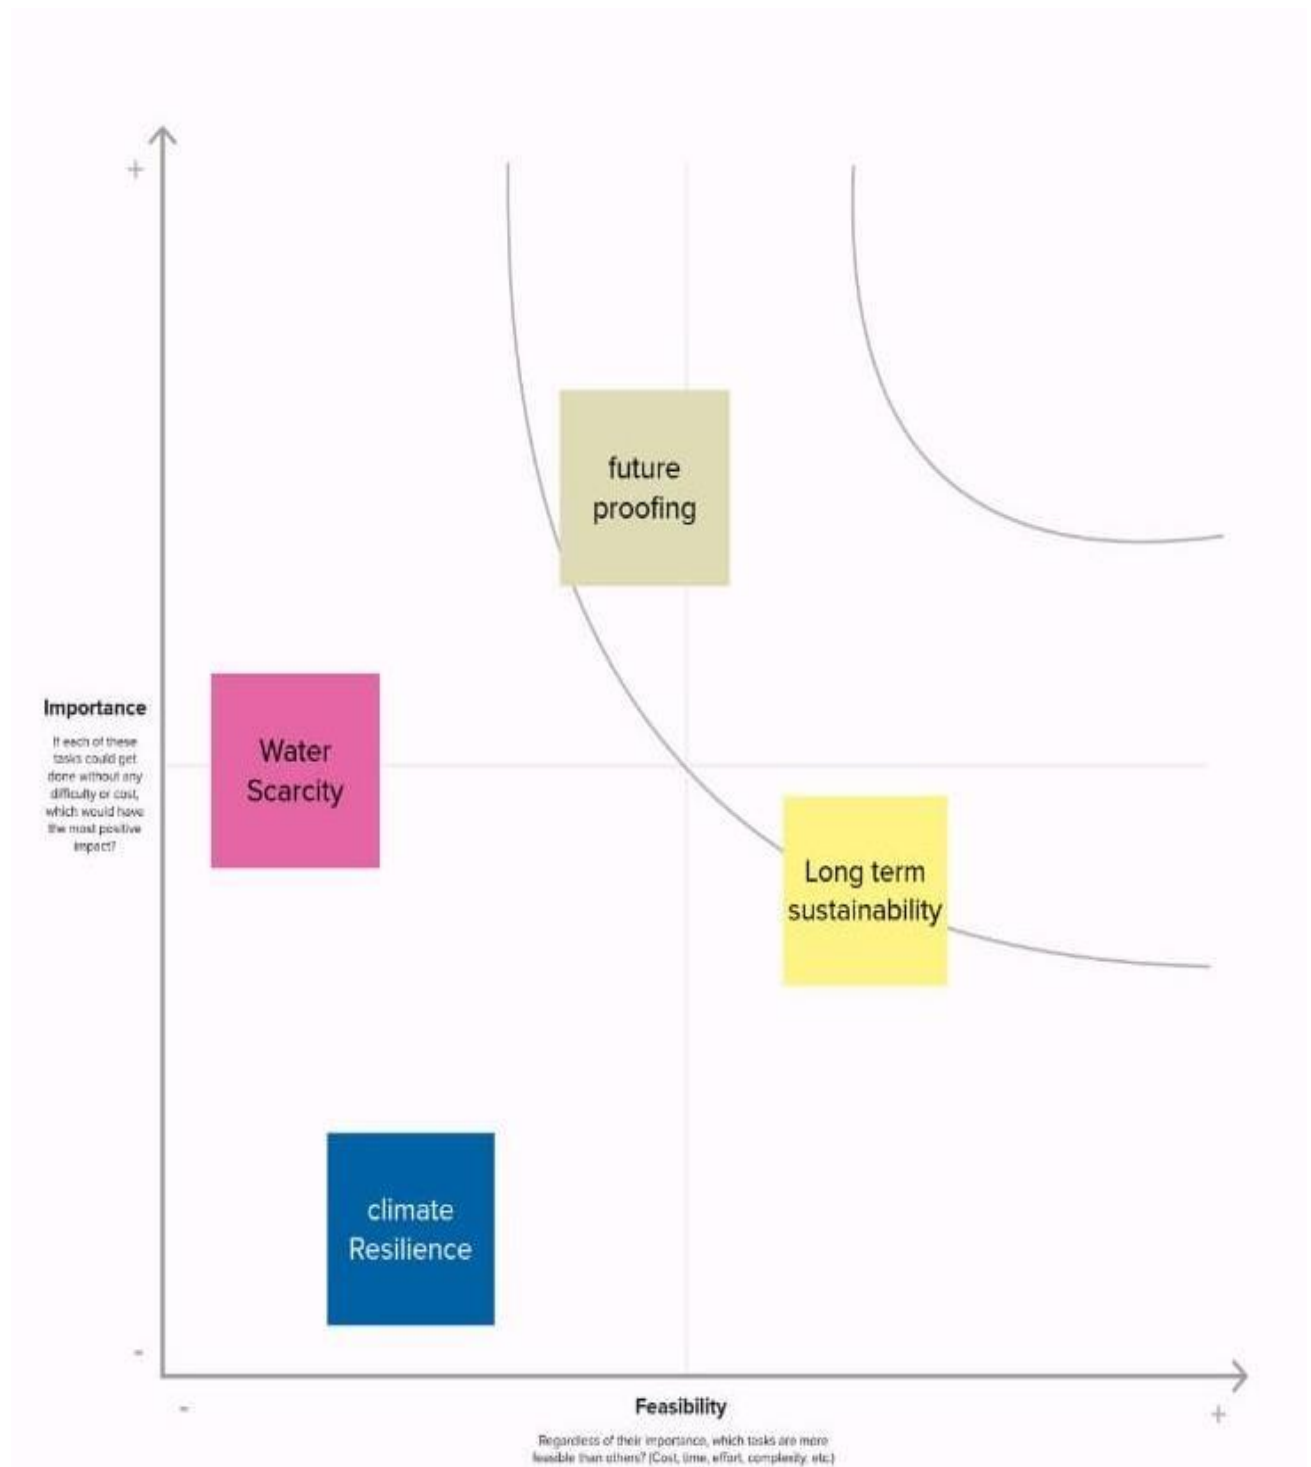 +
future
proofing
Importance
If each of these
tasks could get
done without any
difficulty or cost,
which would have
the most positive
impact?
Water
Scarcity
Long term
sustainability
climate
Resilience
-
-
Feasibility
+
Regardless of their importance, which tasks are more
feasible than others? (Cost, time, effort, complexity, etc.)